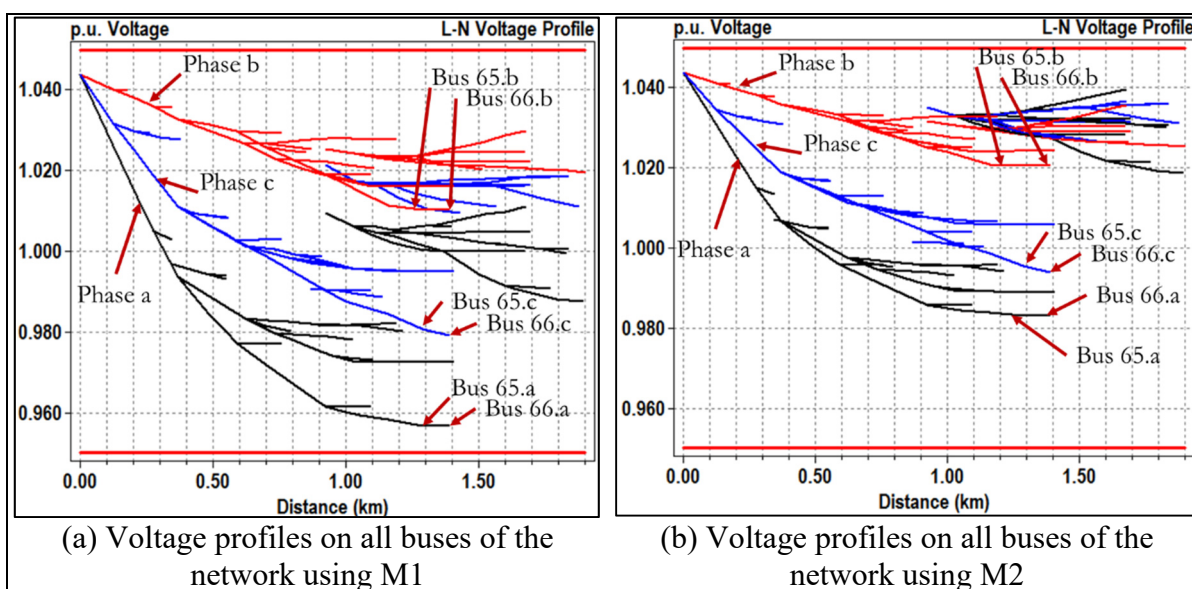 p.u. Voltage L-N Voltage Profile
Phase b
Bus 65.b
Bus 66.b
1.040
1.020
Phase c
1.000
Phase a
0.980
Bus 65.c
Bus 66.c
Bus 65.a
0.960
Bus 66.a
0.00 0.50 1.00 1.50
Distance (km)
(a) Voltage profiles on all buses of the
network using M1
p.u. Voltage L-N Voltage Profile
Bus 65.b
Phase b
Bus 66.b
1.040
1.020
Phase c
Bus 65.c
1.000
Phase a
Bus 66.c
Bus 66.a
0.980
Bus 65.a
0.960
0.00 0.50 1.00 1.50
Distance (km)
(b) Voltage profiles on all buses of the
network using M2